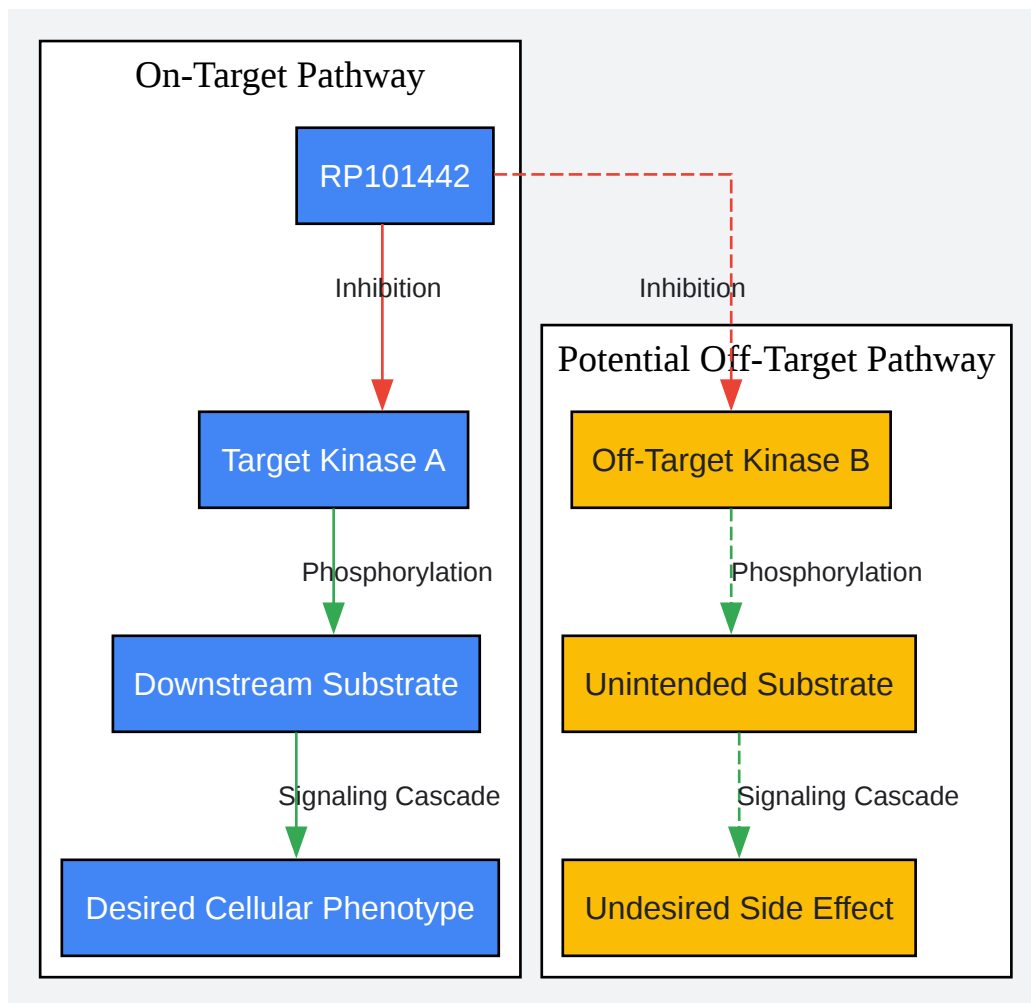 On-Target Pathway
RP101442
Inhibition
Target Kinase A
Phosphorylation
Downstream Substrate
Signaling Cascade
Desired Cellular Phenotype
Inhibition
Potential Off-Target Pathway
Off-Target Kinase B
Phosphorylation
Unintended Substrate
Signaling Cascade
Undesired Side Effect